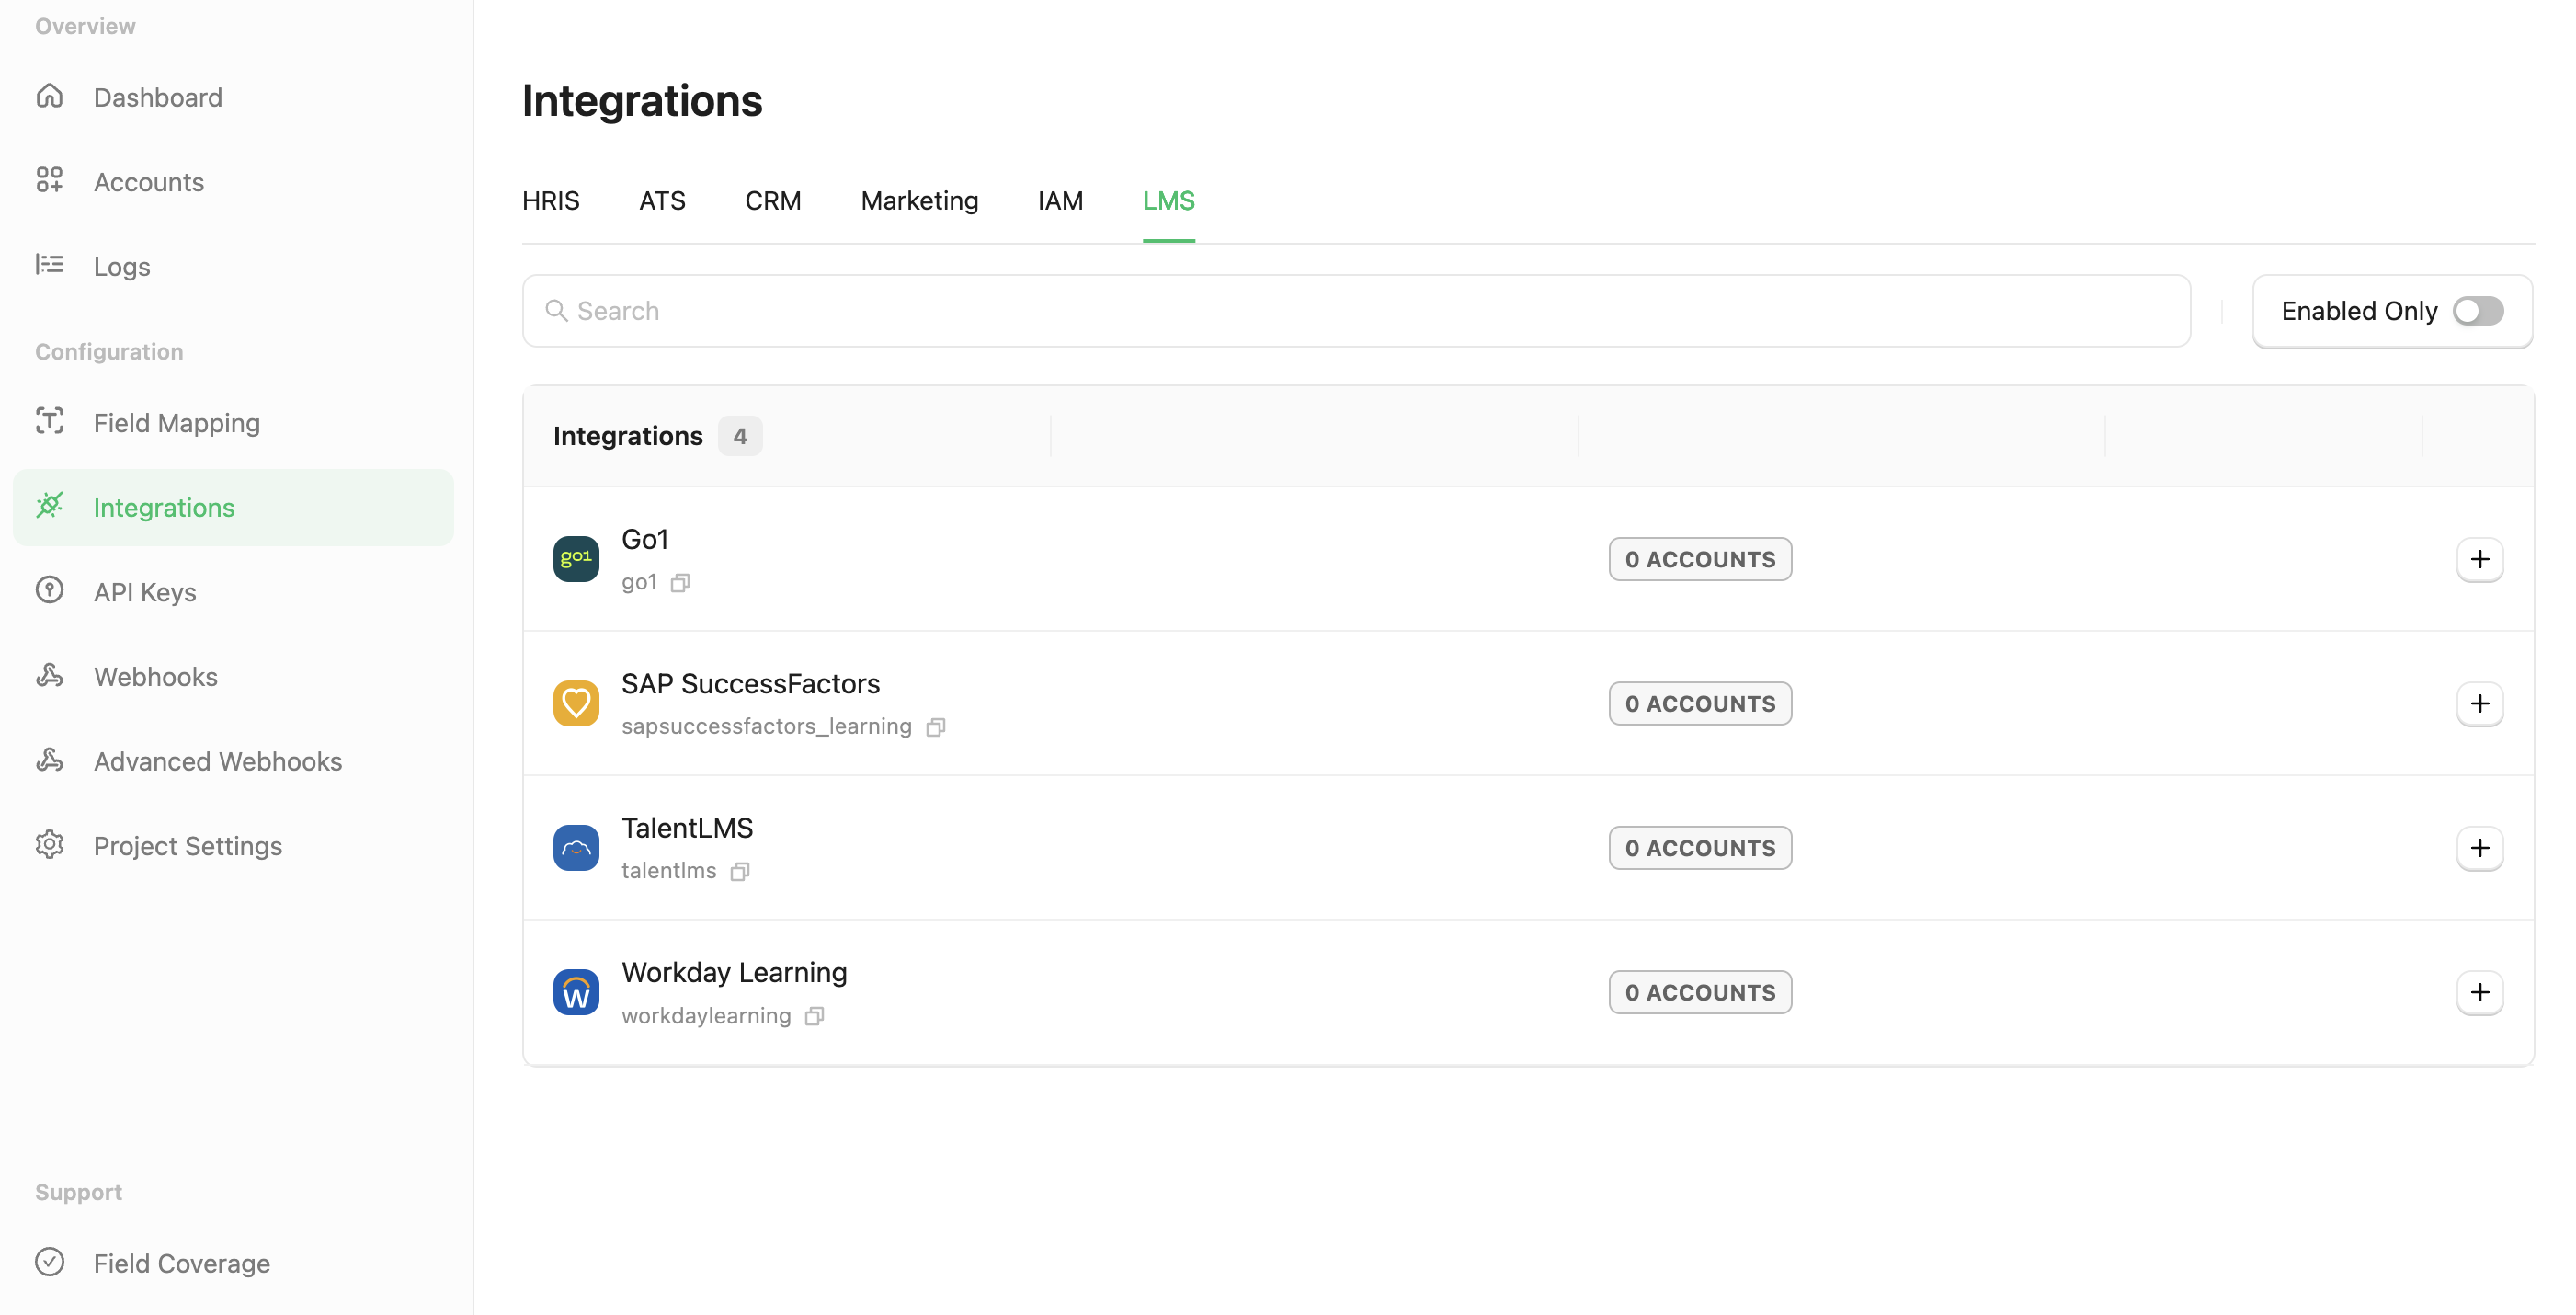 Overview
Dashboard
Accounts
Logs
Configuration
Field Mapping
Integrations
API Keys
Webhooks
Advanced Webhooks
Project Settings
Support
Field Coverage
Integrations
HRIS ATS CRM Marketing IAM LMS
Search
Enabled Only
Integrations 4
go1
Go1
go1
0 ACCOUNTS
SAP SuccessFactors
sapsuccessfactors_learning
0 ACCOUNTS
TalentLMS
talentlms
0 ACCOUNTS
W
Workday Learning
workdaylearning
0 ACCOUNTS